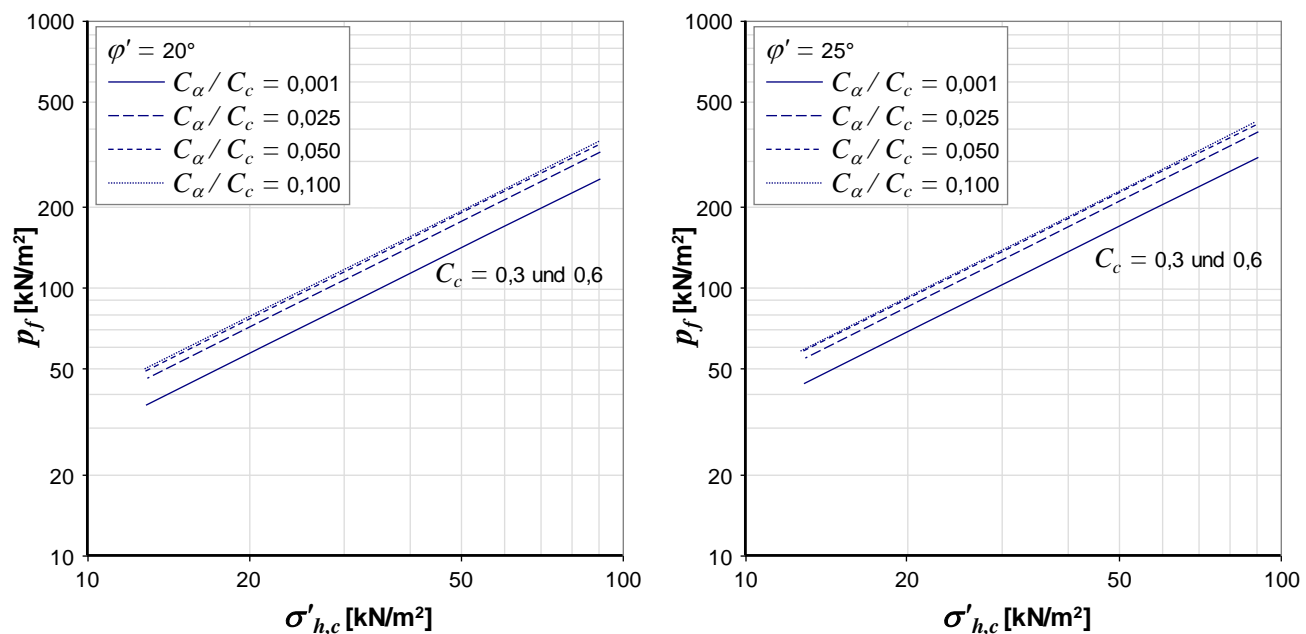 φ' = 20°
C_α / C_c = 0,001
C_α / C_c = 0,025
C_α / C_c = 0,050
C_α / C_c = 0,100
C_c = 0,3 und 0,6
1000
500
200
100
50
20
10
p_f [kN/m²]
10 20 50 100
σ'_{h,c} [kN/m²]
φ' = 25°
C_α / C_c = 0,001
C_α / C_c = 0,025
C_α / C_c = 0,050
C_α / C_c = 0,100
C_c = 0,3 und 0,6
1000
500
200
100
50
20
10
p_f [kN/m²]
10 20 50 100
σ'_{h,c} [kN/m²]